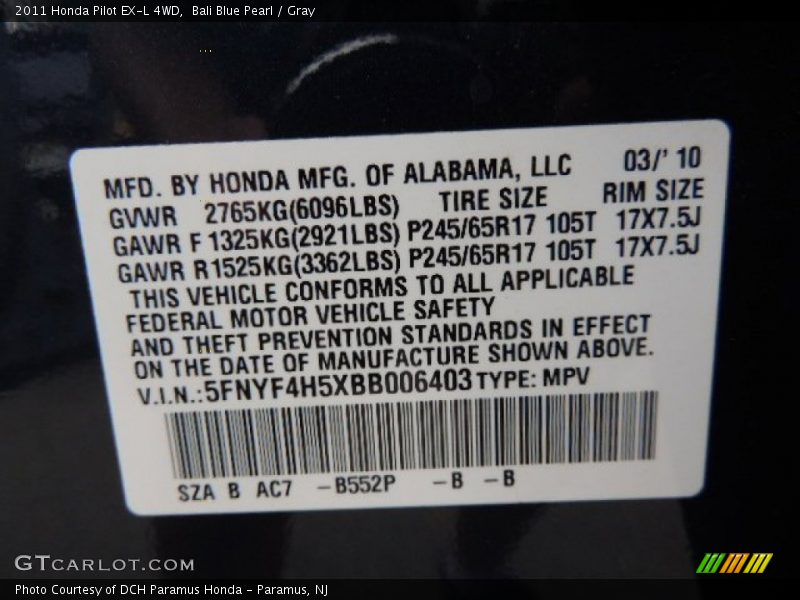 2011 Honda Pilot EX-L 4WD, Bali Blue Pearl / Gray
MFD. BY HONDA MFG. OF ALABAMA, LLC 03/' 10
GVWR 2765KG(6096LBS) TIRE SIZE RIM SIZE
GAWR F 1325KG(2921LBS) P245/65R17 105T 17X7.5J
GAWR R1525KG(3362LBS) P245/65R17 105T 17X7.5J
THIS VEHICLE CONFORMS TO ALL APPLICABLE
FEDERAL MOTOR VEHICLE SAFETY
AND THEFT PREVENTION STANDARDS IN EFFECT
ON THE DATE OF MANUFACTURE SHOWN ABOVE.
V.I.N.:5FNYF4H5XBB006403 TYPE: MPV
SZA B AC7 -B552P -B -B
GTCARLOT.COM
Photo Courtesy of DCH Paramus Honda - Paramus, NJ